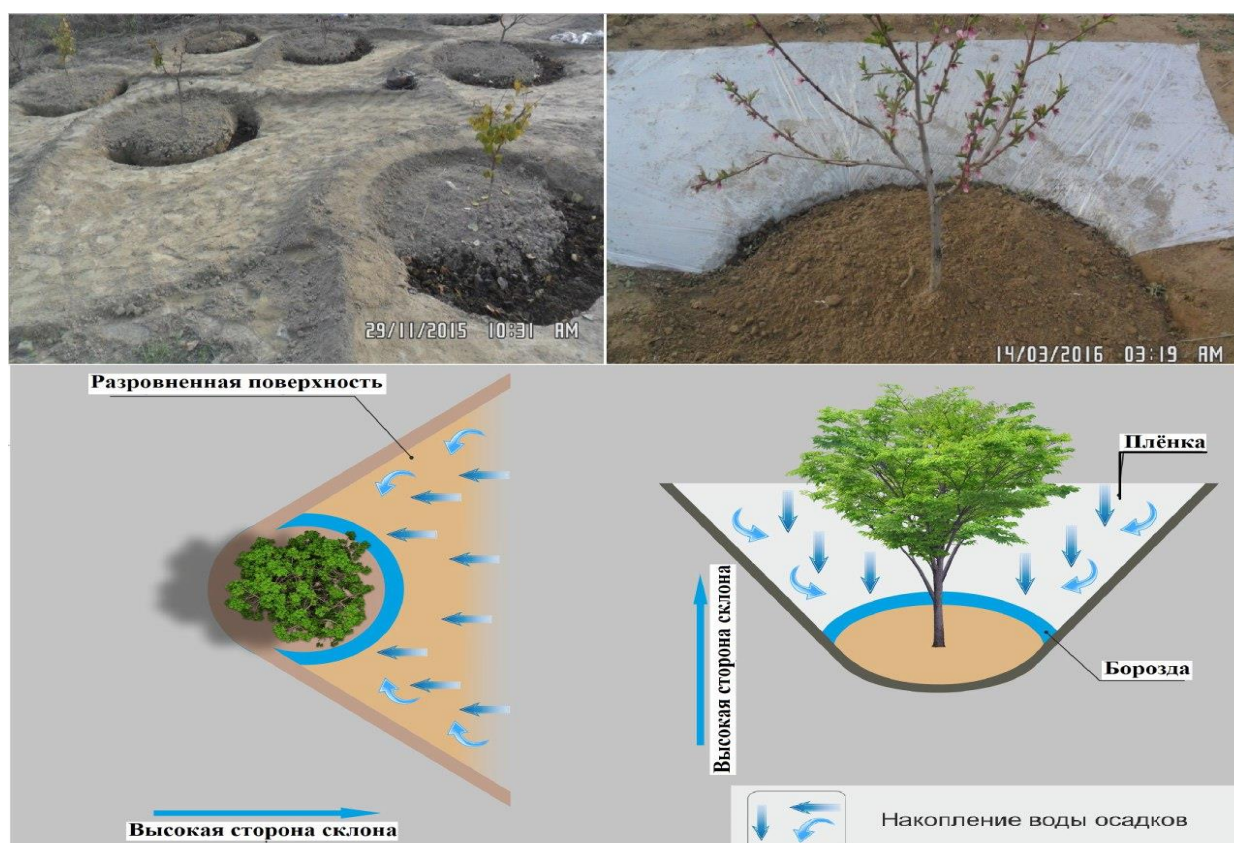 29/11/2015 10:31 AM
14/03/2016 03:19 AM
Разровненная поверхность
Плёнка
Высокая сторона склона
Борозда
Высокая сторона склона
Накопление воды осадков